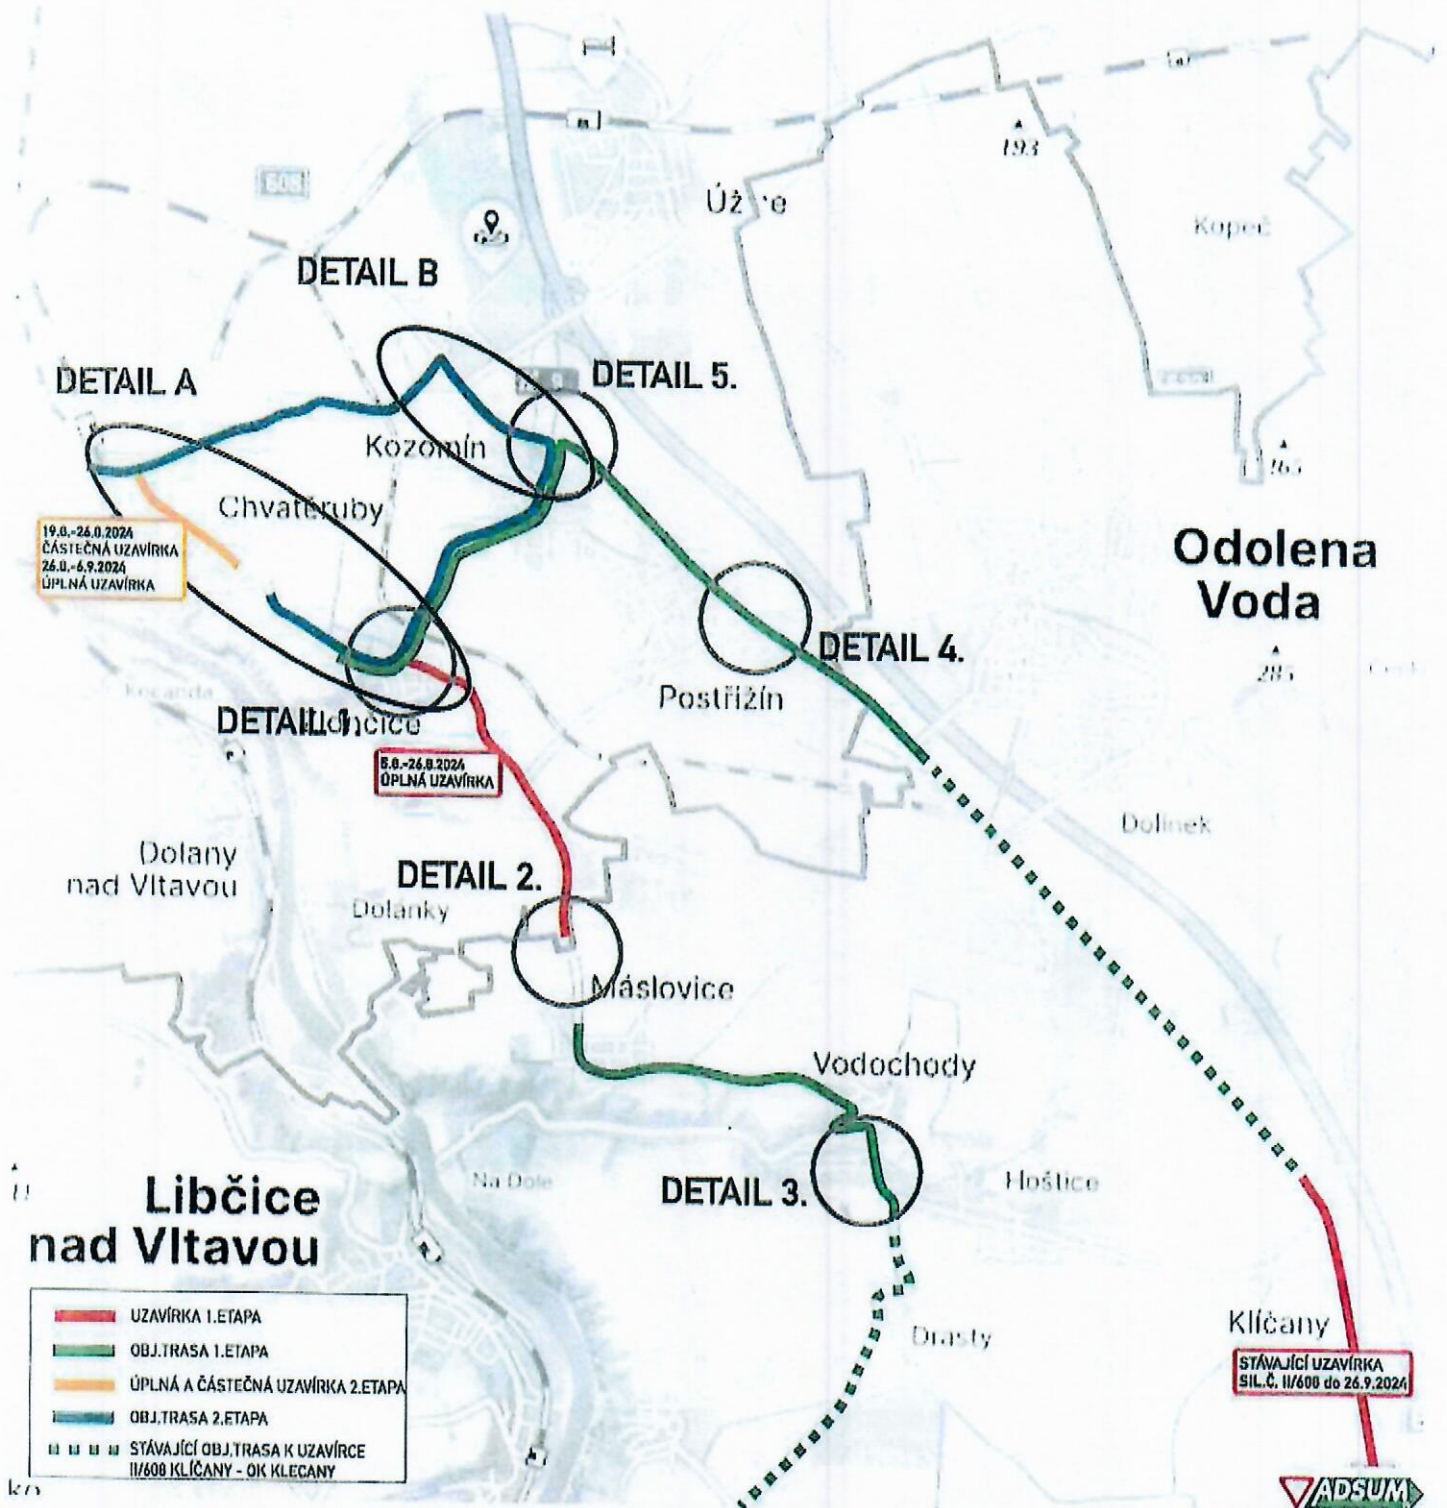 193
608
Úžice
Kopeč
DETAIL B
DETAIL A
DETAIL 5.
Kozomín
165
Chvatěruby
19.8.-26.8.2024
ČÁSTEČNÁ UZAVÍRKA
26.8.-6.9.2024
ÚPLNÁ UZAVÍRKA
Odolena
Voda
DETAIL 4.
285
Postřižín
DETAIL 1.
5.8.-26.8.2024
ÚPLNÁ UZAVÍRKA
Dolínek
Dolany
nad Vltavou
DETAIL 2.
Dolánky
Máslovice
Vodochody
Na Dole
DETAIL 3.
Hoštice
Libčice
nad Vltavou
Drasty
Klíčany
STÁVAJÍCÍ UZAVÍRKA
SIL.Č. II/608 do 26.9.2024
UZAVÍRKA 1.ETAPA
OBJ.TRASA 1.ETAPA
ÚPLNÁ A ČÁSTEČNÁ UZAVÍRKA 2.ETAPA
OBJ.TRASA 2.ETAPA
STÁVAJÍCÍ OBJ.TRASA K UZAVÍRCE
II/608 KLÍČANY - OK KLECANY
ADSUM